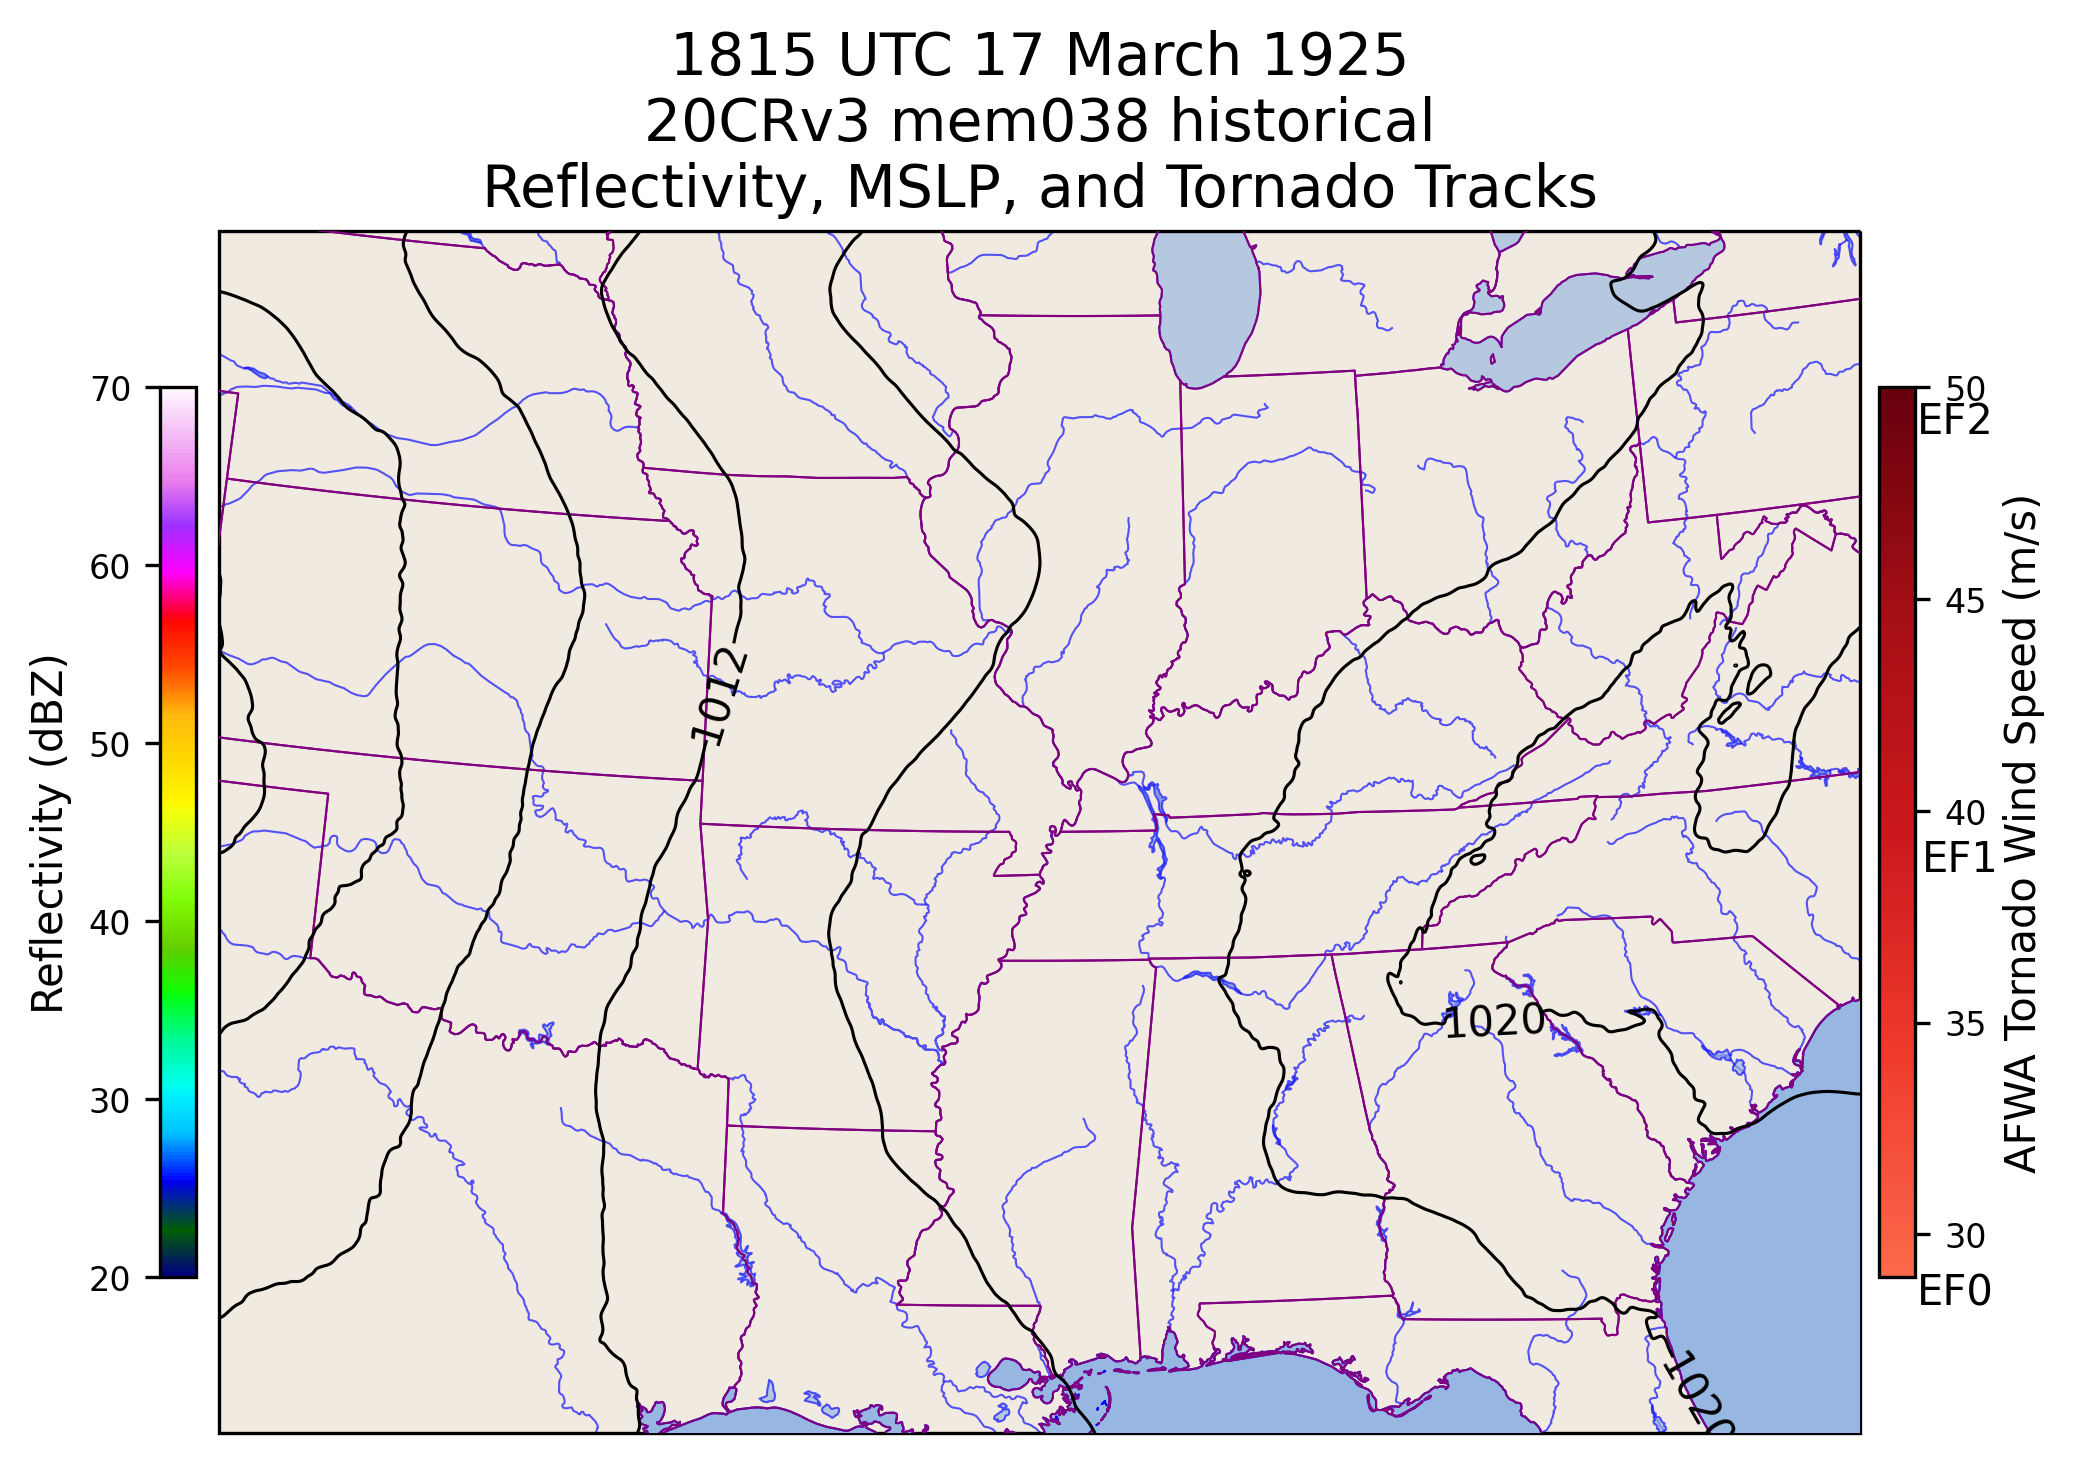 1815 UTC 17 March 1925
20CRv3 mem038 historical
Reflectivity, MSLP, and Tornado Tracks
70
60
50
40
30
20
Reflectivity (dBZ)
1012
1020
1020
50
EF2
45
40
EF1
35
30
EF0
AFWA Tornado Wind Speed (m/s)